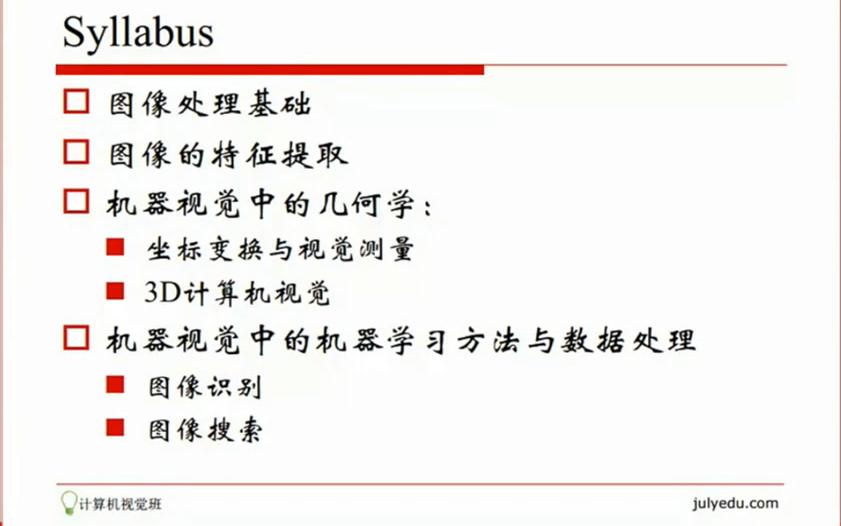 Syllabus
图像处理基础
图像的特征提取
机器视觉中的几何学：
坐标变换与视觉测量
3D计算机视觉
机器视觉中的机器学习方法与数据处理
图像识别
图像搜索
计算机视觉班
julyedu.com